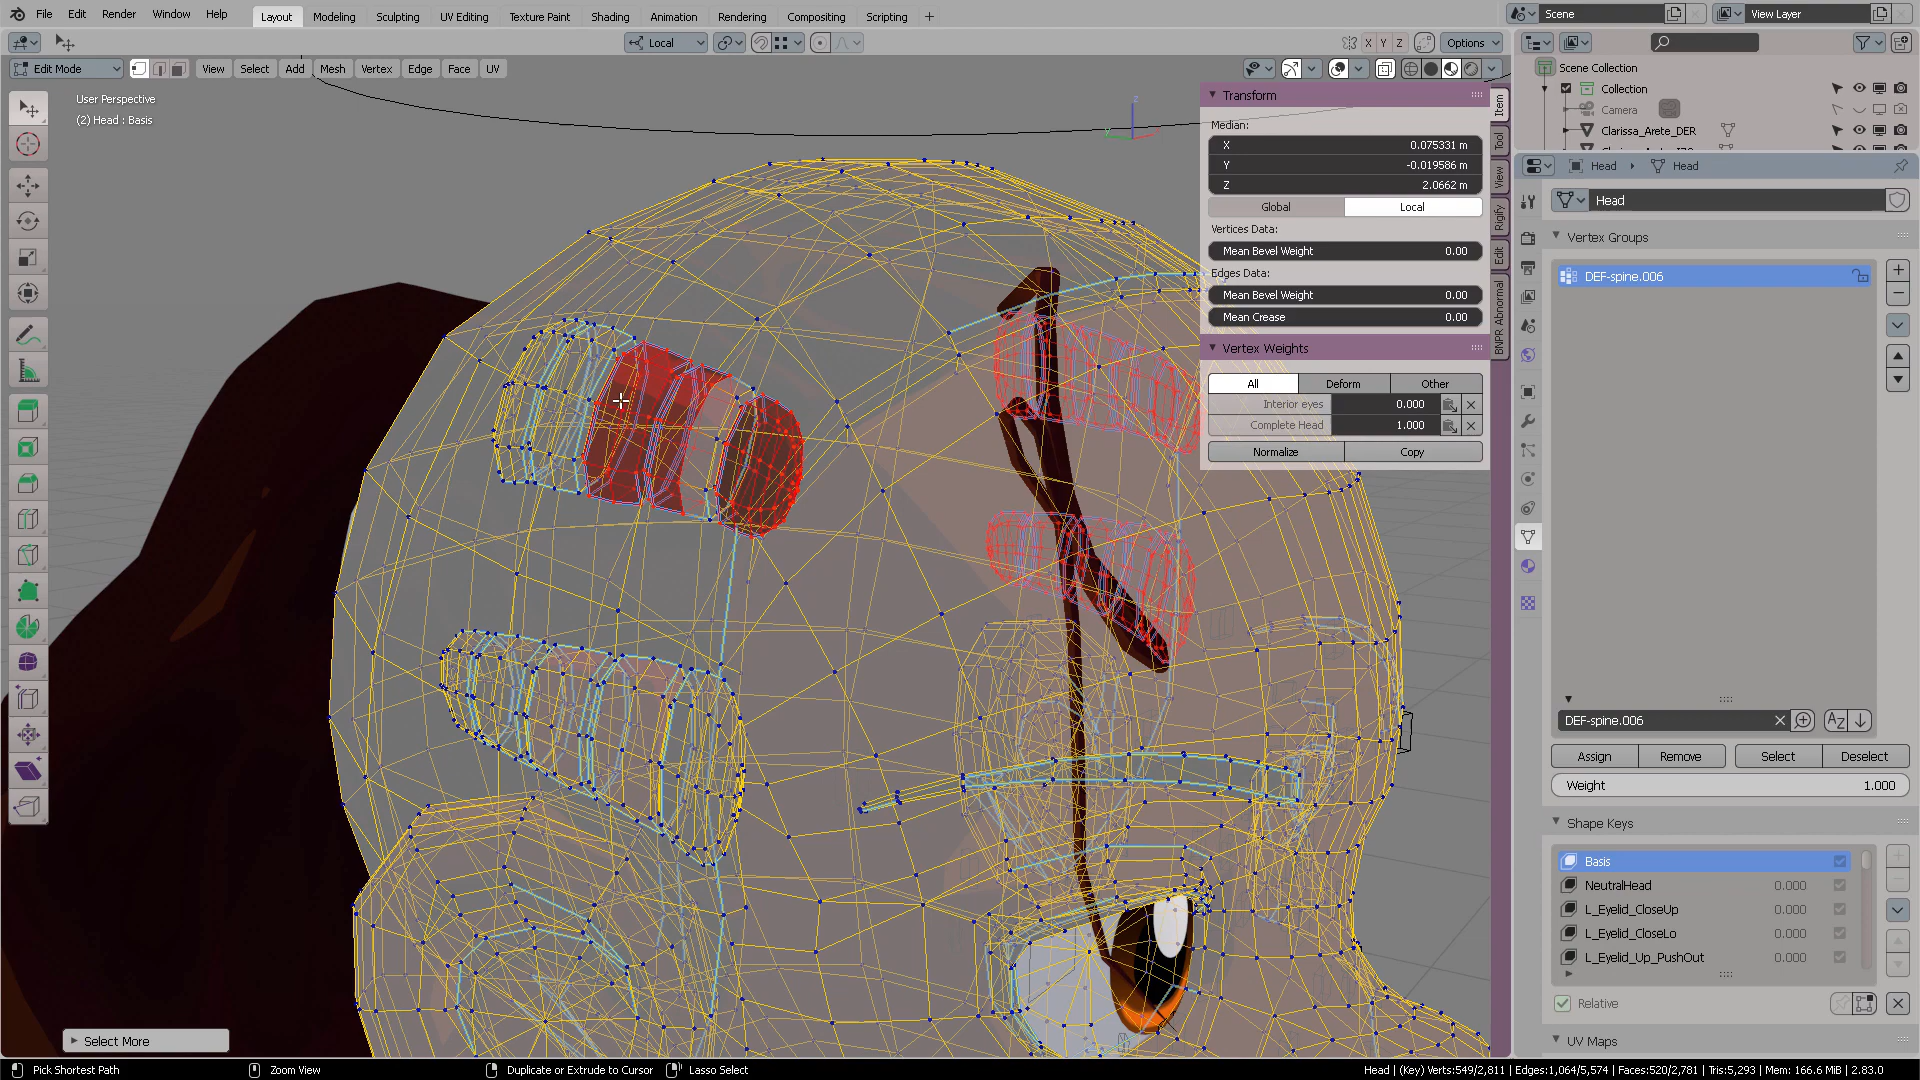 File Edit Render Window Help Layout Modeling Sculpting UV Editing Texture Paint Shading Animation Rendering Compositing Scripting + Scene View Layer
Local X Y Z Options
Edit Mode View Select Add Mesh Vertex Edge Face UV
Scene Collection
Collection
Camera
Clarissa_Arete_DER
User Perspective
(2) Head : Basis
Transform
Median:
X 0.075331 m
Y -0.019586 m
Z 2.0662 m
Global Local
Vertices Data:
Mean Bevel Weight 0.00
Edges Data:
Mean Bevel Weight 0.00
Mean Crease 0.00
Vertex Weights
All Deform Other
Interior eyes 0.000
Complete Head 1.000
Normalize Copy
Item
Tool
View
Rigify
Edit
BNPR Abnormal
Head Head
Head
Vertex Groups
DEF-spine.006
DEF-spine.006
Assign Remove Select Deselect
Weight 1.000
Shape Keys
Basis
NeutralHead 0.000
L_Eyelid_CloseUp 0.000
L_Eyelid_CloseLo 0.000
L_Eyelid_Up_PushOut 0.000
Relative
UV Maps
Select More
Pick Shortest Path Zoom View Duplicate or Extrude to Cursor Lasso Select Head | (Key) Verts:549/2,811 | Edges:1,064/5,574 | Faces:520/2,781 | Tris:5,293 | Mem: 166.6 MiB | 2.83.0